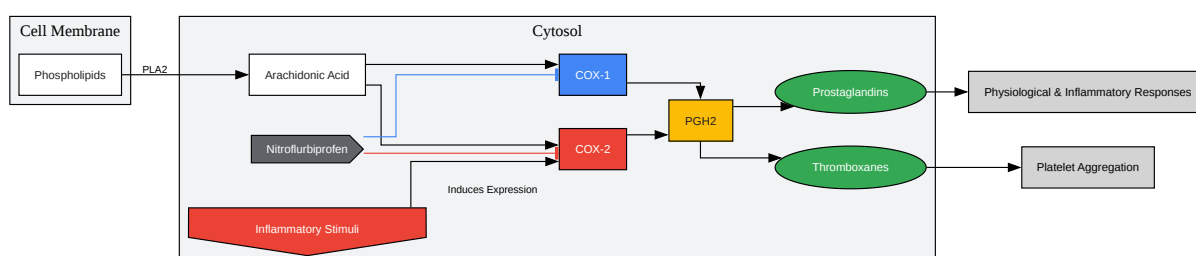 Cell Membrane
Cytosol
Phospholipids
PLA2
Arachidonic Acid
COX-1
Prostaglandins
Physiological & Inflammatory Responses
PGH2
Nitroflurbiprofen
COX-2
Thromboxanes
Platelet Aggregation
Induces Expression
Inflammatory Stimuli